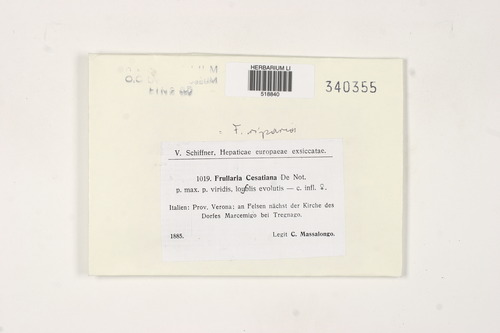 HERBARIUM LI
518840
340355
= F. riparia
V. Schiffner, Hepaticae europaeae exsiccatae.
1019. Frullaria Cesatiana De Not.
p. max. p. viridis, lobulis evolutis — c. infl. ♀.
Italien: Prov. Verona: an Felsen nächst der Kirche des
Dorfes Marcemigo bei Tregnago.
1885.
Legit C. Massalongo.